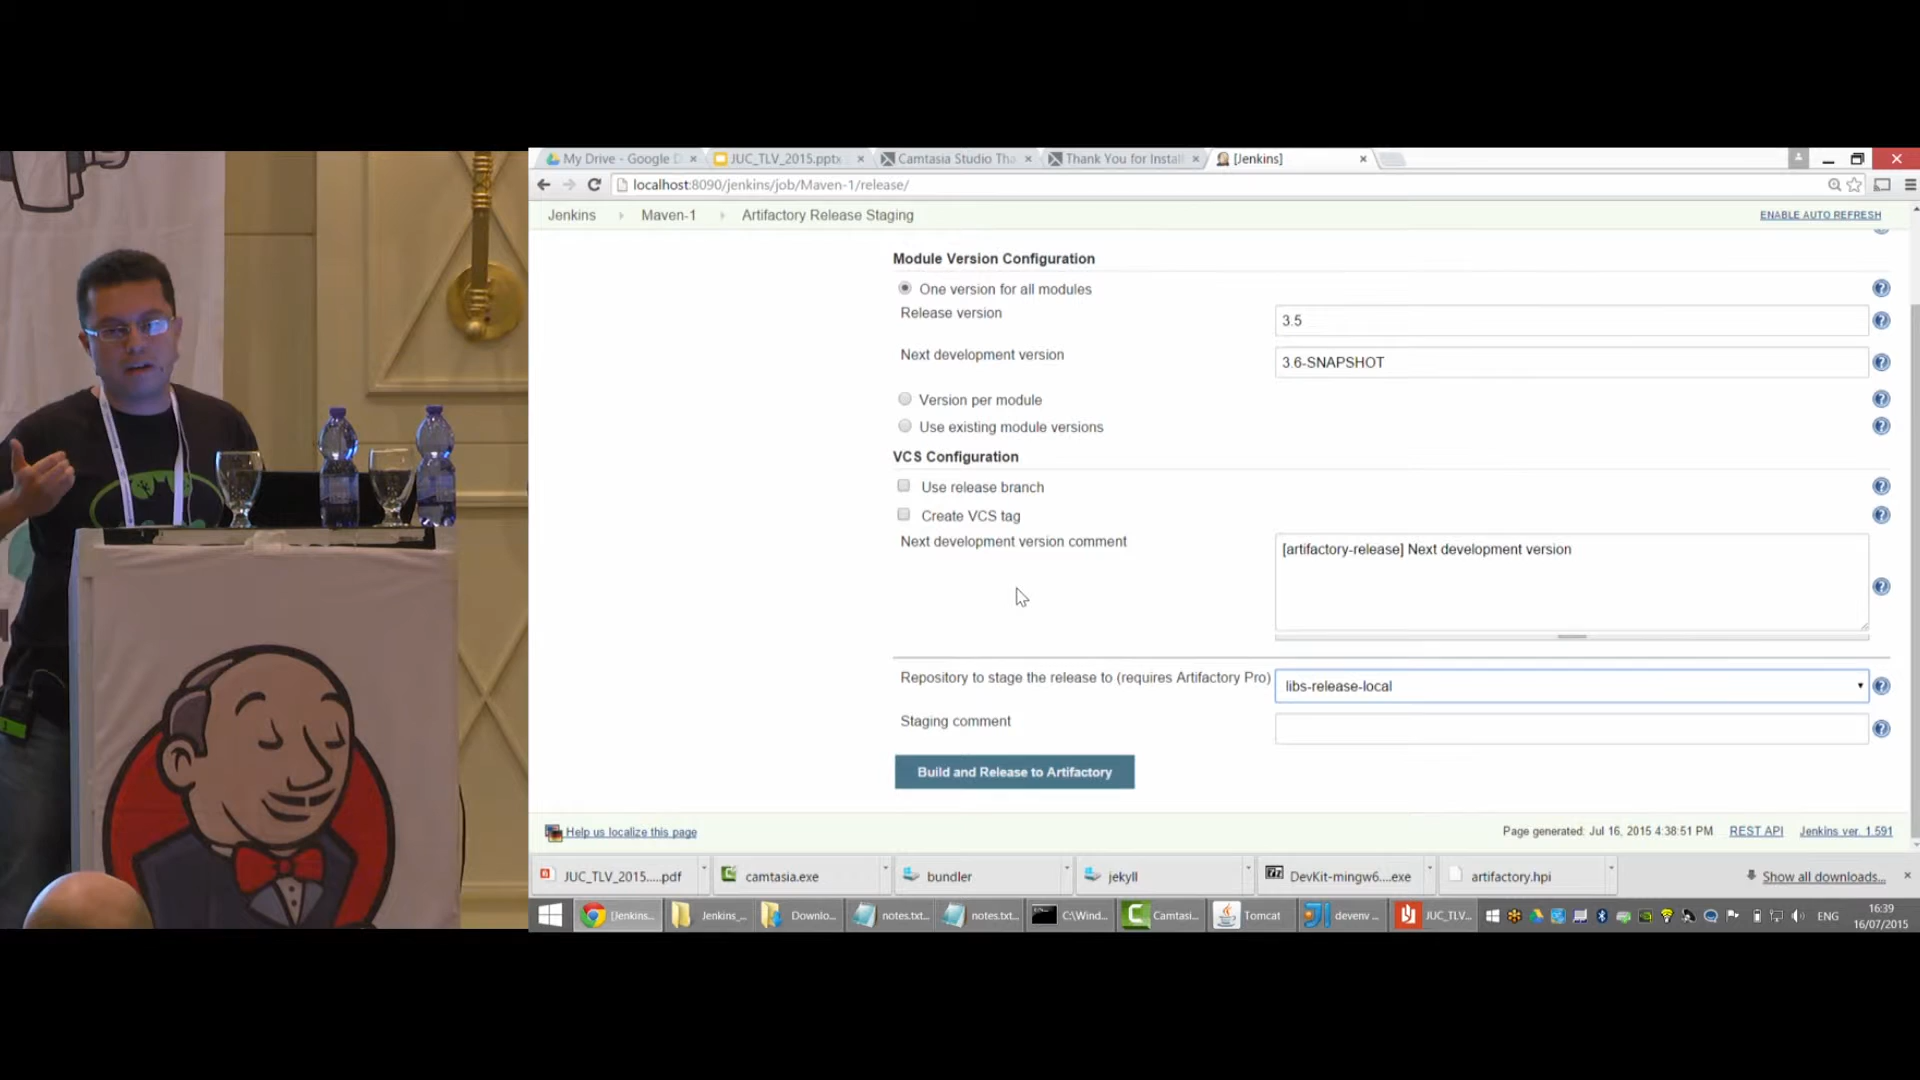 My Drive - Google D
JUC_TLV_2015.pptx
Camtasia Studio Tha
Thank You for Install
[Jenkins]
localhost:8090/jenkins/job/Maven-1/release/
Jenkins
Maven-1
Artifactory Release Staging
ENABLE AUTO REFRESH
Module Version Configuration
One version for all modules
Release version
3.5
Next development version
3.6-SNAPSHOT
Version per module
Use existing module versions
VCS Configuration
Use release branch
Create VCS tag
Next development version comment
[artifactory-release] Next development version
Repository to stage the release to (requires Artifactory Pro)
libs-release-local
Staging comment
Build and Release to Artifactory
Help us localize this page
Page generated: Jul 16, 2015 4:38:51 PM
REST API
Jenkins ver. 1.591
JUC_TLV_2015.....pdf
camtasia.exe
bundler
jekyll
DevKit-mingw6....exe
artifactory.hpi
Show all downloads...
[Jenkins...
Jenkins_...
Downlo...
notes.txt...
notes.txt...
C:\Wind...
Camtasi...
Tomcat
devenv ...
JUC_TLV...
ENG
16:39
16/07/2015